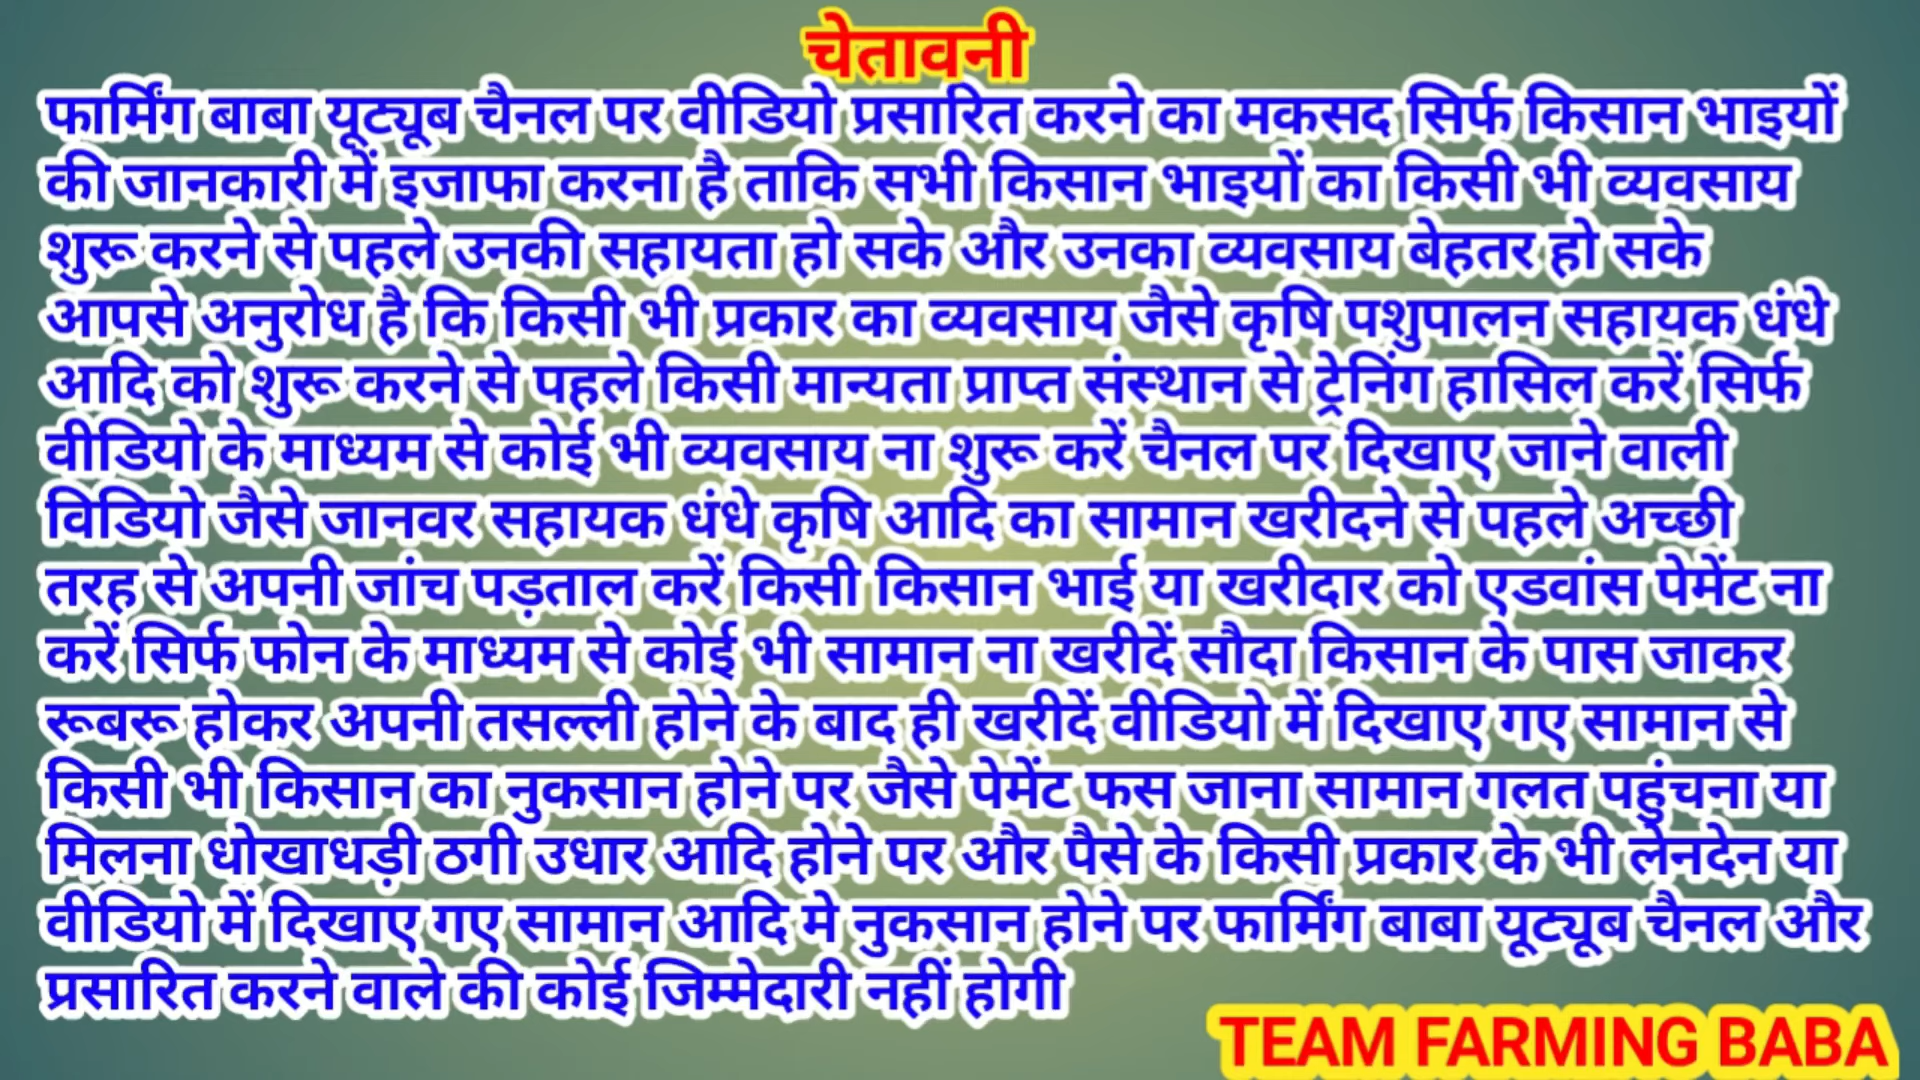 चेतावनी
फार्मिंग बाबा यूट्यूब चैनल पर वीडियो प्रसारित करने का मकसद सिर्फ किसान भाइयों
की जानकारी में इजाफा करना है ताकि सभी किसान भाइयों का किसी भी व्यवसाय
शुरू करने से पहले उनकी सहायता हो सके और उनका व्यवसाय बेहतर हो सके
आपसे अनुरोध है कि किसी भी प्रकार का व्यवसाय जैसे कृषि पशुपालन सहायक धंधे
आदि को शुरू करने से पहले किसी मान्यता प्राप्त संस्थान से ट्रेनिंग हासिल करें सिर्फ
वीडियो के माध्यम से कोई भी व्यवसाय ना शुरू करें चैनल पर दिखाए जाने वाली
विडियो जैसे जानवर सहायक धंधे कृषि आदि का सामान खरीदने से पहले अच्छी
तरह से अपनी जांच पड़ताल करें किसी किसान भाई या खरीदार को एडवांस पेमेंट ना
करें सिर्फ फोन के माध्यम से कोई भी सामान ना खरीदें सौदा किसान के पास जाकर
रूबरू होकर अपनी तसल्ली होने के बाद ही खरीदें वीडियो में दिखाए गए सामान से
किसी भी किसान का नुकसान होने पर जैसे पेमेंट फस जाना सामान गलत पहुंचना या
मिलना धोखाधड़ी ठगी उधार आदि होने पर और पैसे के किसी प्रकार के भी लेनदेन या
वीडियो में दिखाए गए सामान आदि मे नुकसान होने पर फार्मिंग बाबा यूट्यूब चैनल और
प्रसारित करने वाले की कोई जिम्मेदारी नहीं होगी
TEAM FARMING BABA